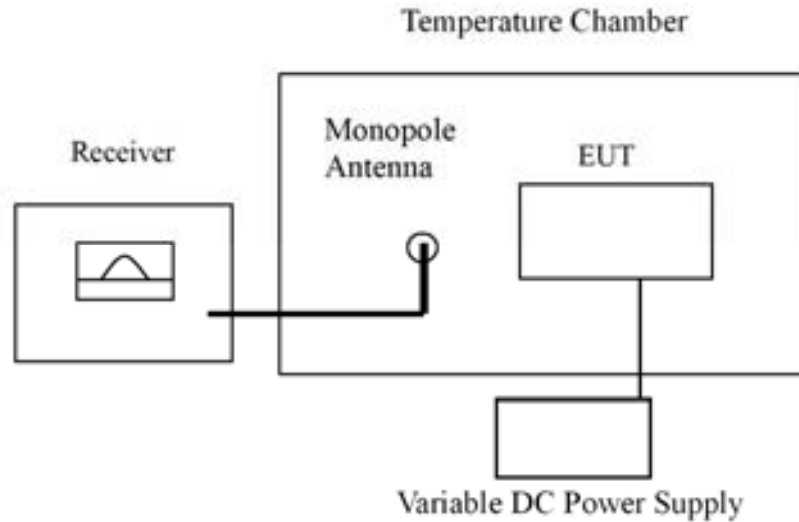 Temperature Chamber
Receiver
Monopole
Antenna
EUT
Variable DC Power Supply